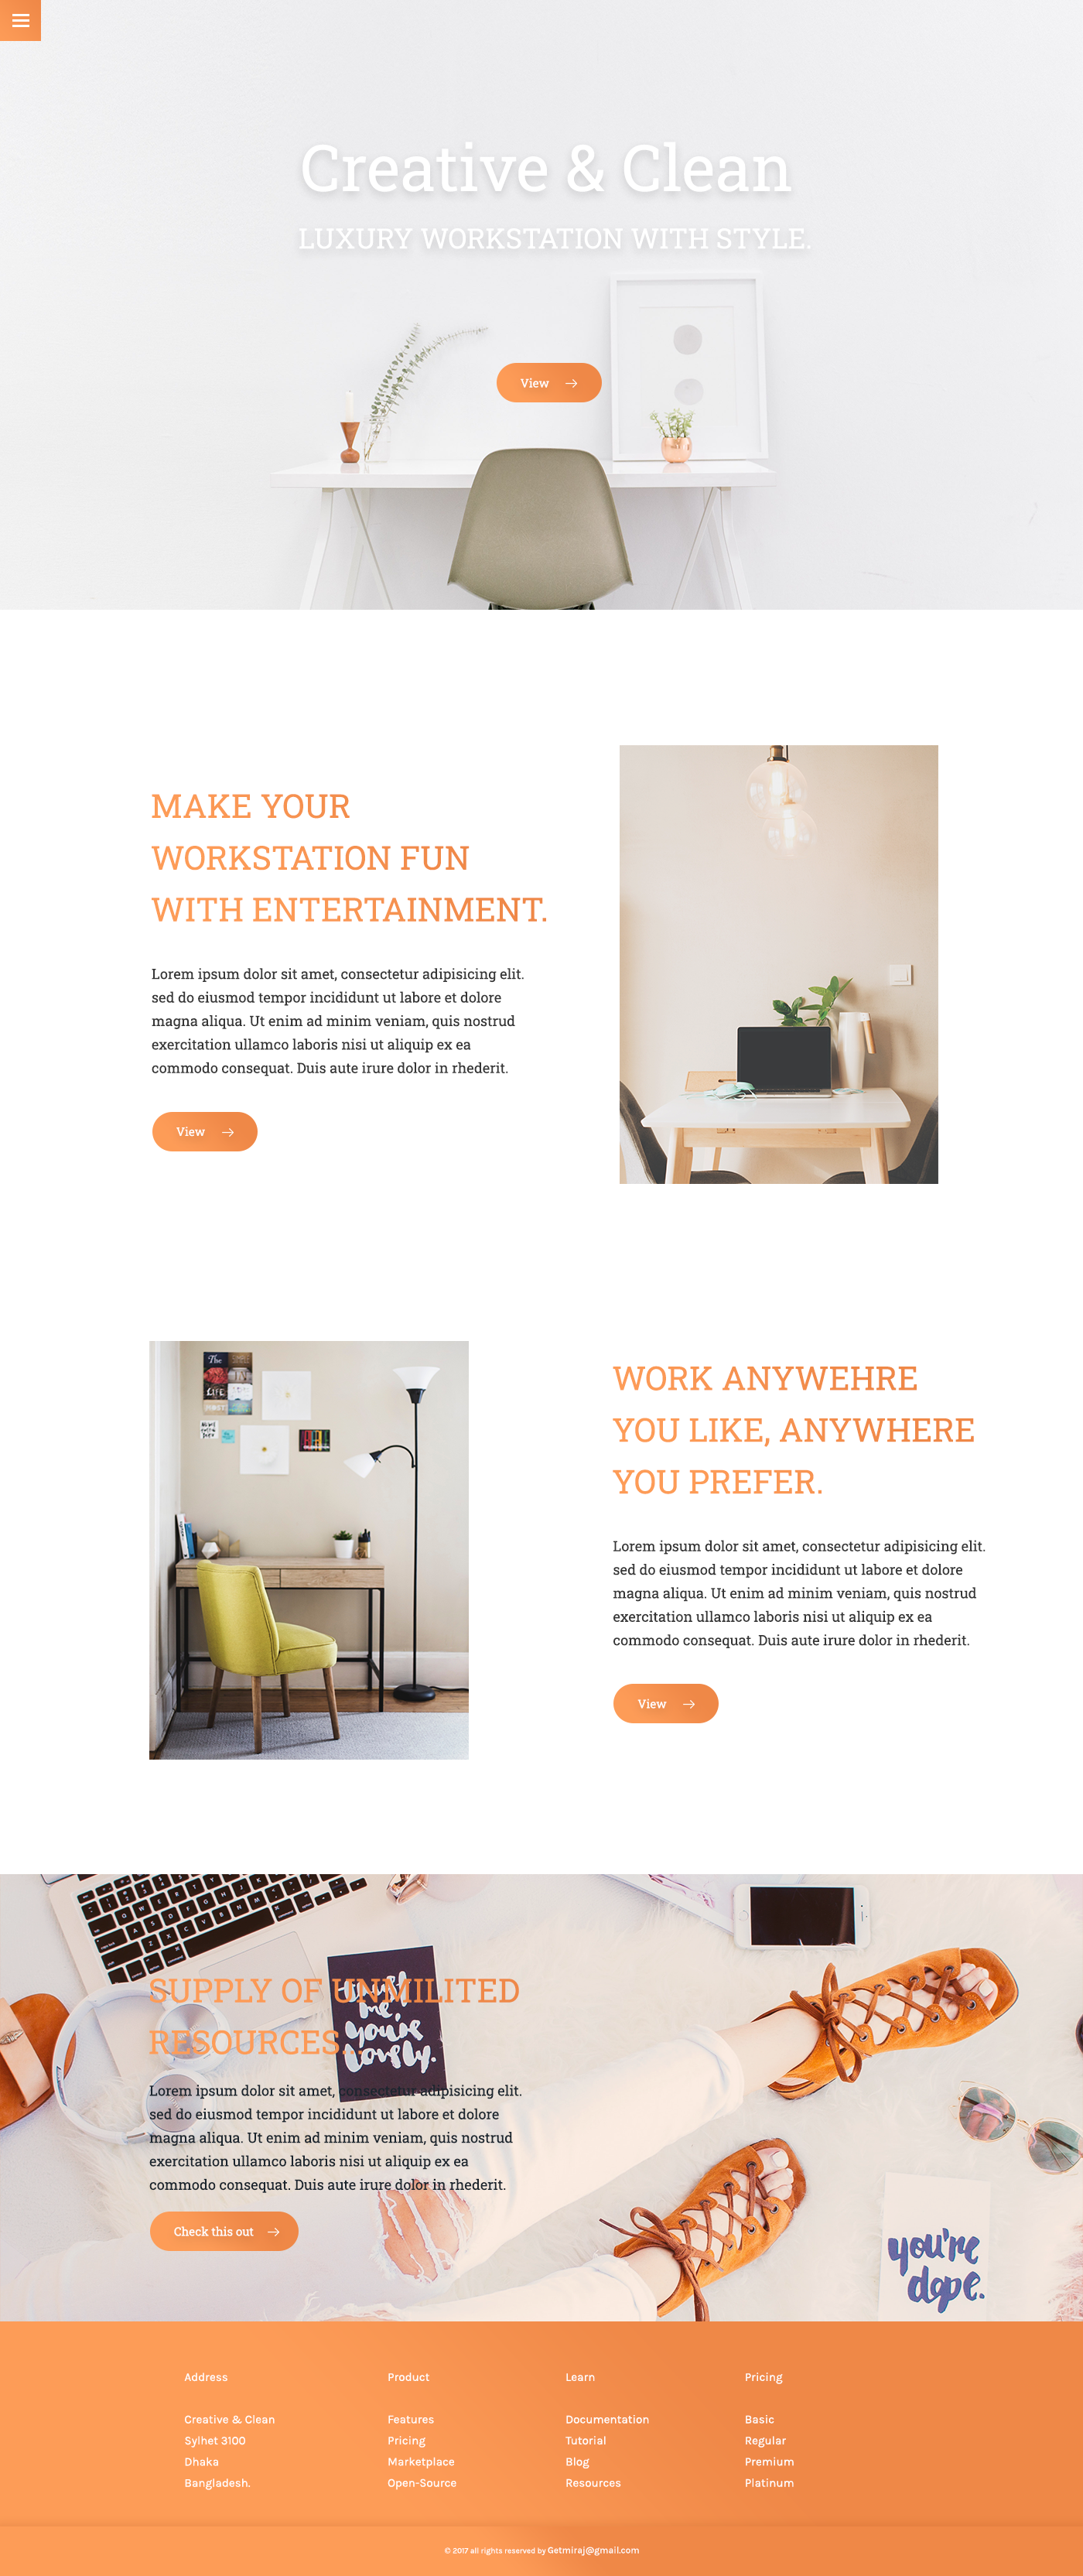 Creative & Clean
LUXURY WORKSTATION WITH STYLE.
View
MAKE YOUR
WORKSTATION FUN
WITH ENTERTAINMENT.
Lorem ipsum dolor sit amet, consectetur adipisicing elit.
sed do eiusmod tempor incididunt ut labore et dolore
magna aliqua. Ut enim ad minim veniam, quis nostrud
exercitation ullamco laboris nisi ut aliquip ex ea
commodo consequat. Duis aute irure dolor in rhederit.
View
The
LIFE
WORK ANYWEHRE
YOU LIKE, ANYWHERE
YOU PREFER.
Lorem ipsum dolor sit amet, consectetur adipisicing elit.
sed do eiusmod tempor incididunt ut labore et dolore
magna aliqua. Ut enim ad minim veniam, quis nostrud
exercitation ullamco laboris nisi ut aliquip ex ea
commodo consequat. Duis aute irure dolor in rhederit.
View
SUPPLY OF UNMILITED
RESOURCES...
me,
you're
lovely.
Lorem ipsum dolor sit amet, consectetur adipisicing elit.
sed do eiusmod tempor incididunt ut labore et dolore
magna aliqua. Ut enim ad minim veniam, quis nostrud
exercitation ullamco laboris nisi ut aliquip ex ea
commodo consequat. Duis aute irure dolor in rhederit.
Check this out
you're
dope.
Address
Creative & Clean
Sylhet 3100
Dhaka
Bangladesh.
Product
Features
Pricing
Marketplace
Open-Source
Learn
Documentation
Tutorial
Blog
Resources
Pricing
Basic
Regular
Premium
Platinum
© 2017 all rights reserved by Getmiraj@gmail.com